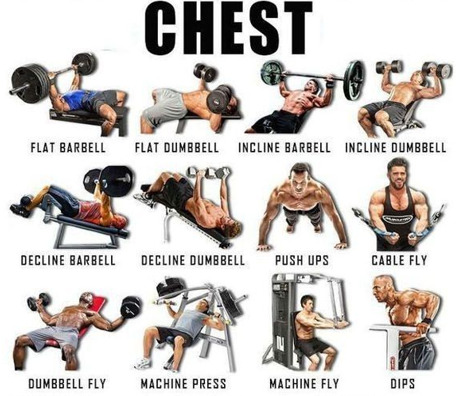 CHEST
FLAT BARBELL FLAT DUMBBELL INCLINE BARBELL INCLINE DUMBBELL
DECLINE BARBELL DECLINE DUMBBELL PUSH UPS CABLE FLY
DUMBBELL FLY MACHINE PRESS MACHINE FLY DIPS